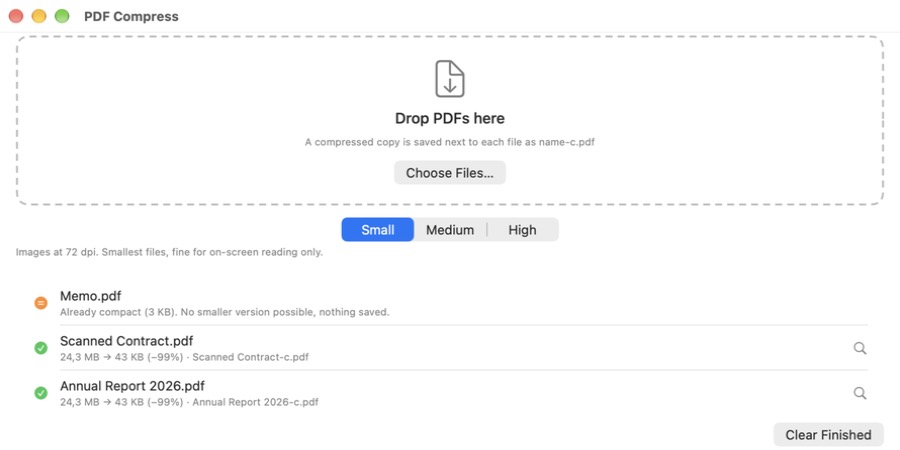 PDF Compress
Drop PDFs here
A compressed copy is saved next to each file as name-c.pdf
Choose Files...
Small
Medium
High
Images at 72 dpi. Smallest files, fine for on-screen reading only.
Memo.pdf
Already compact (3 KB). No smaller version possible, nothing saved.
Scanned Contract.pdf
24,3 MB → 43 KB (−99%) · Scanned Contract-c.pdf
Annual Report 2026.pdf
24,3 MB → 43 KB (−99%) · Annual Report 2026-c.pdf
Clear Finished